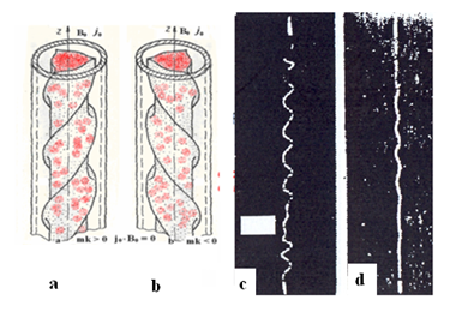 z B₀ j₀
z B₀ j₀
a mk > 0 j₀·B₀ = 0 b mk < 0
a b c d